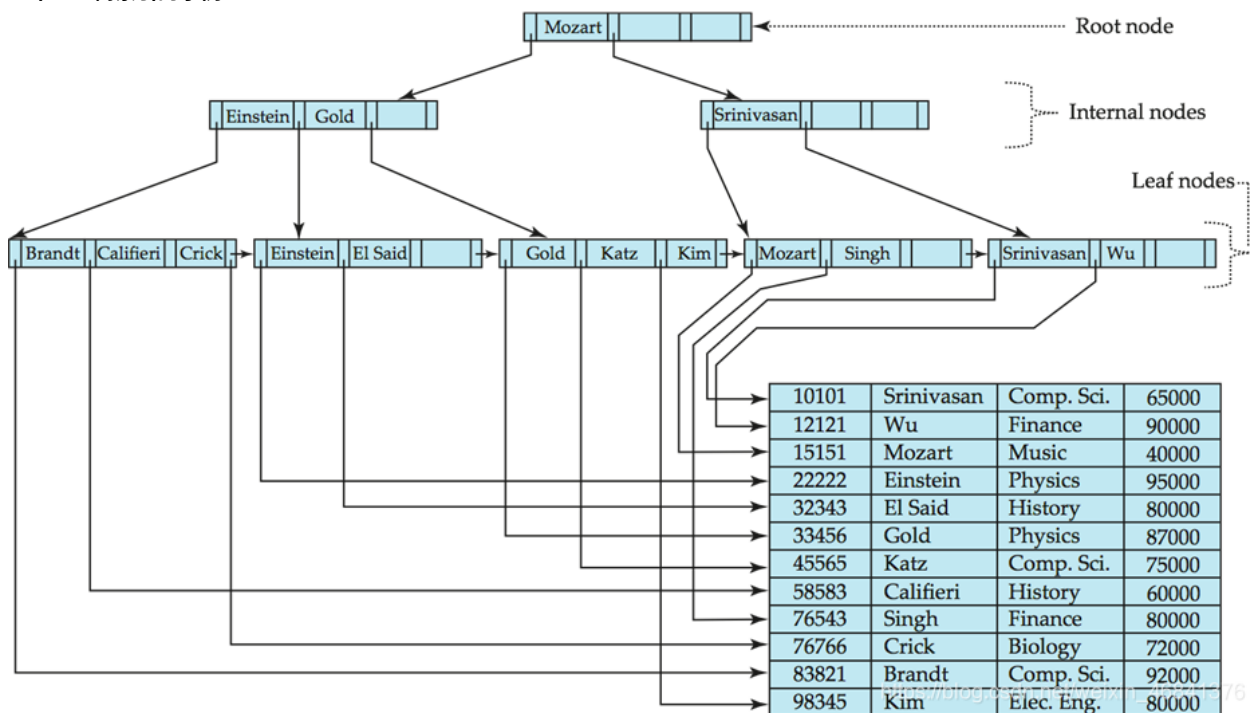 Mozart
Root node
Einstein Gold
Srinivasan
Internal nodes
Leaf nodes
Brandt Califieri Crick
Einstein El Said
Gold Katz Kim
Mozart Singh
Srinivasan Wu
10101 Srinivasan Comp. Sci. 65000
12121 Wu Finance 90000
15151 Mozart Music 40000
22222 Einstein Physics 95000
32343 El Said History 80000
33456 Gold Physics 87000
45565 Katz Comp. Sci. 75000
58583 Califieri History 60000
76543 Singh Finance 80000
76766 Crick Biology 72000
83821 Brandt Comp. Sci. 92000
98345 Kim Elec. Eng. 80000